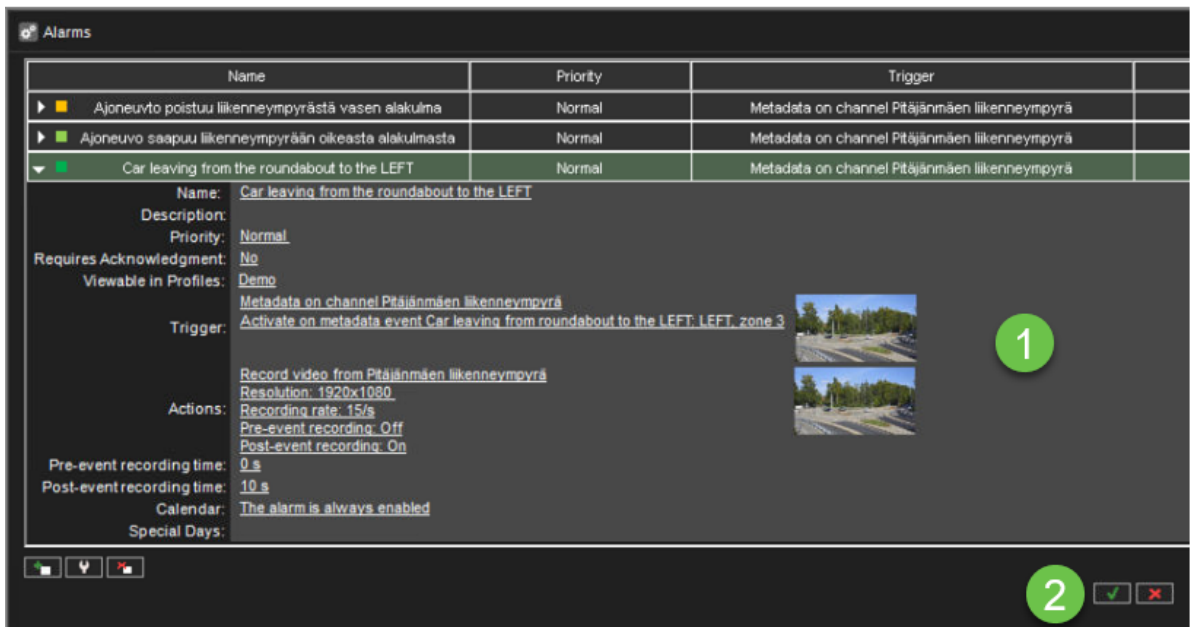 Alarms
Name Priority Trigger
Ajoneuvto poistuu liikenneympyrästä vasen alakulma Normal Metadata on channel Pitäjänmäen liikenneympyrä
Ajoneuvo saapuu liikenneympyrään oikeasta alakulmasta Normal Metadata on channel Pitäjänmäen liikenneympyrä
Car leaving from the roundabout to the LEFT Normal Metadata on channel Pitäjänmäen liikenneympyrä
Name: Car leaving from the roundabout to the LEFT
Description:
Priority: Normal
Requires Acknowledgment: No
Viewable in Profiles: Demo
Metadata on channel Pitäjänmäen liikenneympyrä
Trigger: Activate on metadata event Car leaving from roundabout to the LEFT: LEFT, zone 3
1
Record video from Pitäjänmäen liikenneympyrä
Resolution: 1920x1080
Actions: Recording rate: 15/s
Pre-event recording: Off
Post-event recording: On
Pre-event recording time: 0 s
Post-event recording time: 10 s
Calendar: The alarm is always enabled
Special Days:
2